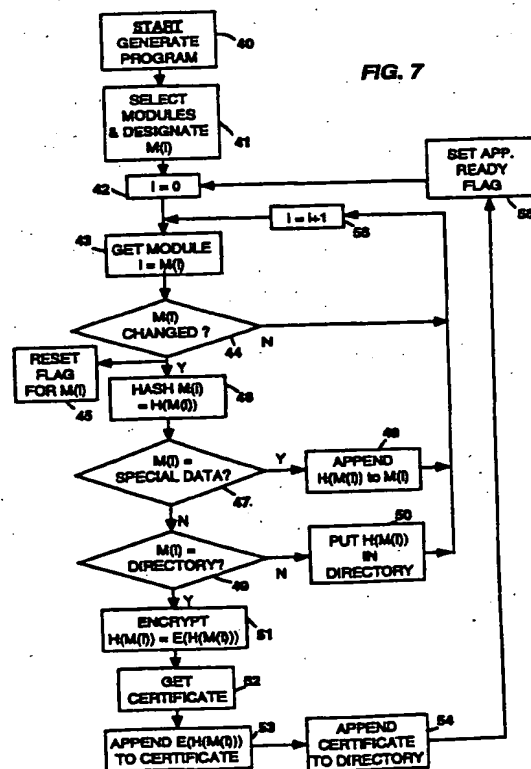 START
GENERATE
PROGRAM
40
FIG. 7
SELECT
MODULES
& DESIGNATE
M(I)
41
SET APP.
READY
FLAG
55
I = 0
42
I = I+1
56
43
GET MODULE
I = M(I)
M(I)
CHANGED ?
44
N
RESET
FLAG
FOR M(I)
45
Y
HASH M(I)
= H(M(I))
46
M(I) =
SPECIAL DATA?
47
Y
48
APPEND
H(M(I)) to M(I)
N
M(I) =
DIRECTORY?
49
N
50
PUT H(M(I))
IN
DIRECTORY
Y
ENCRYPT
H(M(I)) = E(H(M(I)))
51
GET
CERTIFICATE
52
APPEND E(H(M(I)))
TO CERTIFICATE
53
APPEND
CERTIFICATE
TO DIRECTORY
54